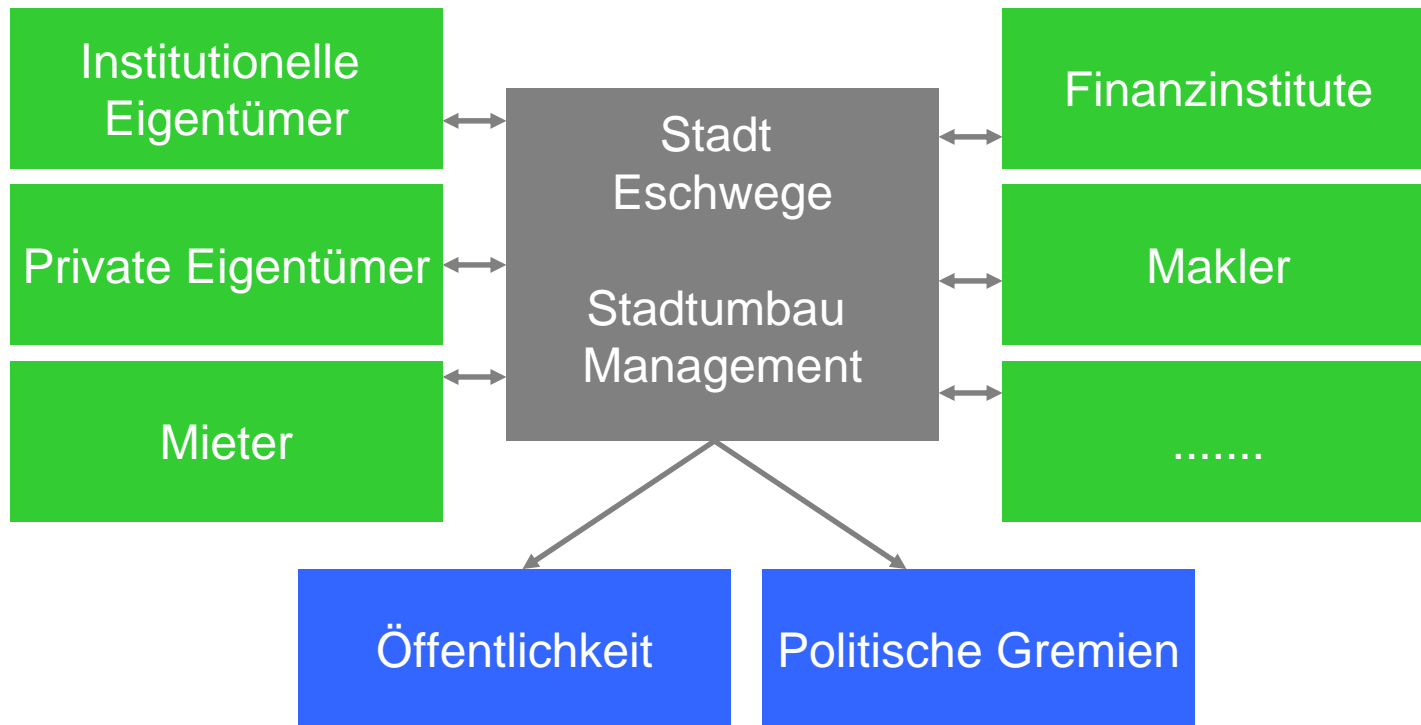 Institutionelle
Eigentümer
Private Eigentümer
Mieter
Stadt
Eschwege
Stadtumbau
Management
Finanzinstitute
Makler
.......
Öffentlichkeit
Politische Gremien